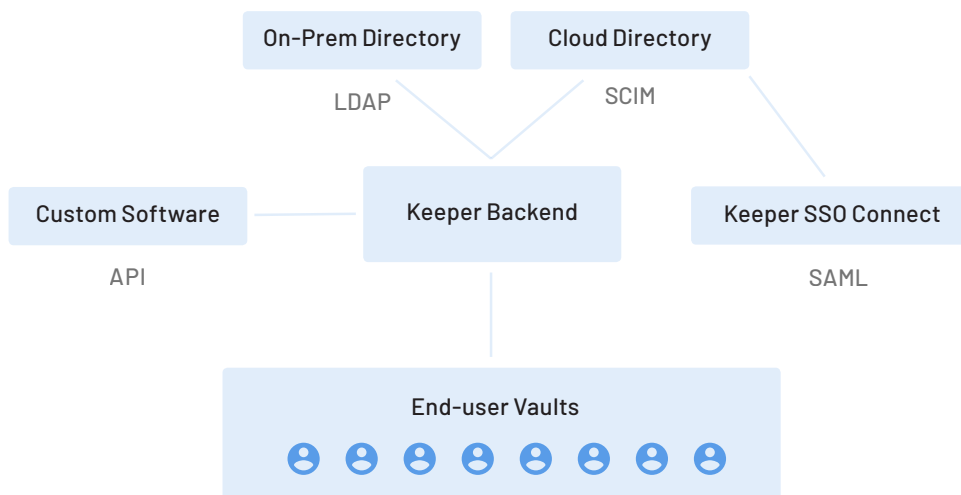 On-Prem Directory
Cloud Directory
LDAP
SCIM
Custom Software
Keeper Backend
Keeper SSO Connect
API
SAML
End-user Vaults